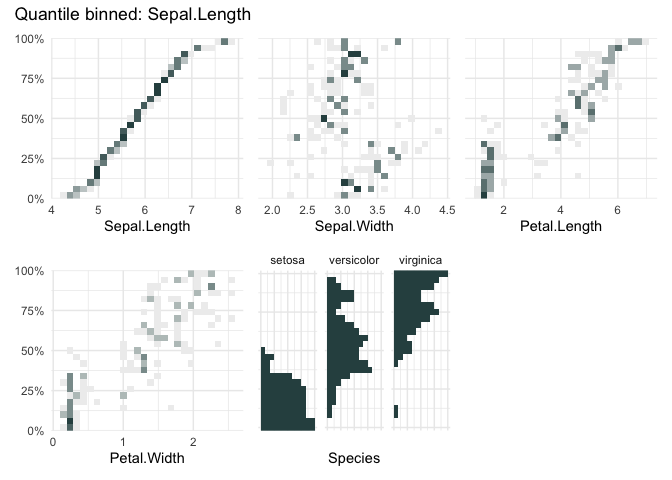 Quantile binned: Sepal.Length
100%
75%
50%
25%
0%
4 5 6 7 8
Sepal.Length
2.0 2.5 3.0 3.5 4.0 4.5
Sepal.Width
2 4 6
Petal.Length
setosa versicolor virginica
100%
75%
50%
25%
0%
0 1 2
Petal.Width
Species